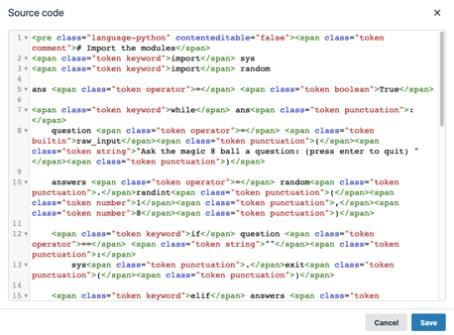 Source code
×
1 <pre class="language-python" contenteditable="false"><span class="token
comment"># Import the modules</span>
2 <span class="token keyword">import</span> sys
3 <span class="token keyword">import</span> random
4
5 ans <span class="token operator">=</span> <span class="token boolean">True</span>
6
7 <span class="token keyword">while</span> ans<span class="token punctuation">:
</span>
8 question <span class="token operator">=</span> <span class="token
builtin">raw_input</span><span class="token punctuation">(</span><span
class="token string">"Ask the magic 8 ball a question: (press enter to quit) "
</span><span class="token punctuation">)</span>
9
10 answers <span class="token operator">=</span> random<span class="token
punctuation">.</span>randint<span class="token punctuation">(</span><span
class="token number">1</span><span class="token punctuation">,</span><span
class="token number">8</span><span class="token punctuation">)</span>
11
12 <span class="token keyword">if</span> question <span class="token
operator">==</span> <span class="token string">""</span><span class="token
punctuation">:</span>
13 sys<span class="token punctuation">.</span>exit<span class="token
punctuation">(</span><span class="token punctuation">)</span>
14
15 <span class="token keyword">elif</span> answers <span class="token
Cancel Save